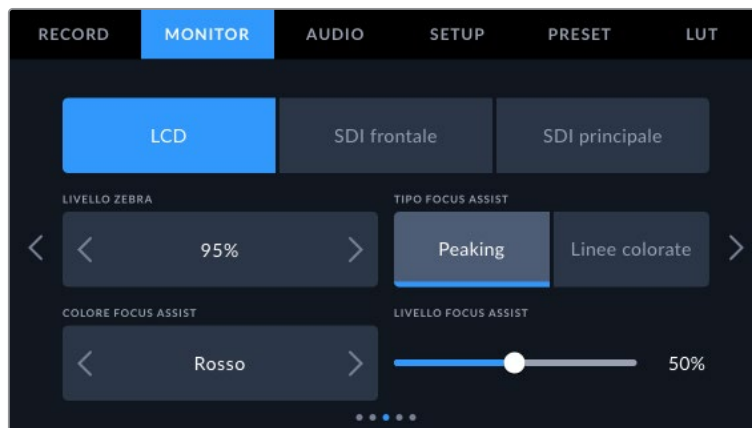 RECORD MONITOR AUDIO SETUP PRESET LUT
LCD SDI frontale SDI principale
LIVELLO ZEBRA TIPO FOCUS ASSIST
95% Peaking Linee colorate
COLORE FOCUS ASSIST LIVELLO FOCUS ASSIST
Rosso 50%